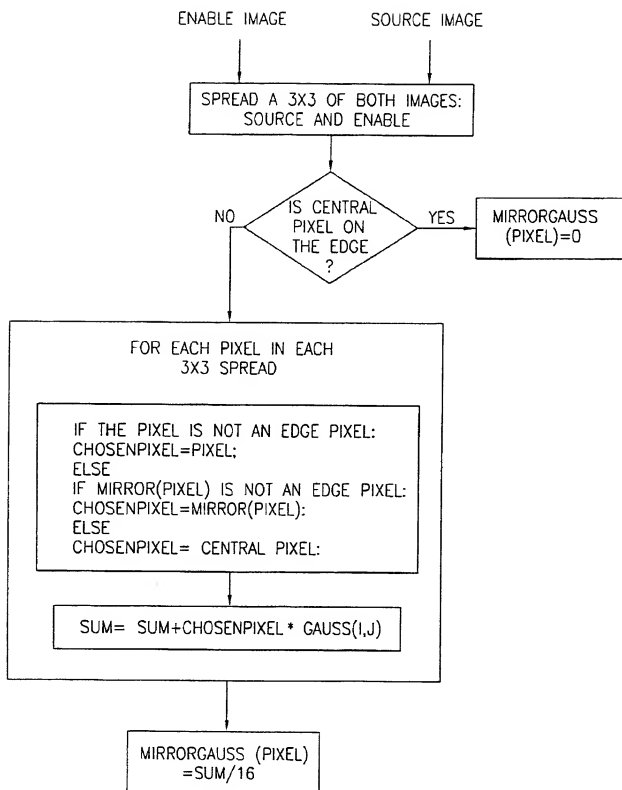 ENABLE IMAGE
SOURCE IMAGE
SPREAD A 3X3 OF BOTH IMAGES:
SOURCE AND ENABLE
IS CENTRAL
PIXEL ON
THE EDGE
?
NO
YES
MIRRORGAUSS
(PIXEL)=0
FOR EACH PIXEL IN EACH
3X3 SPREAD
IF THE PIXEL IS NOT AN EDGE PIXEL:
CHOSENPIXEL=PIXEL;
ELSE
IF MIRROR(PIXEL) IS NOT AN EDGE PIXEL:
CHOSENPIXEL=MIRROR(PIXEL):
ELSE
CHOSENPIXEL= CENTRAL PIXEL:
SUM= SUM+CHOSENPIXEL* GAUSS(I,J)
MIRRORGAUSS (PIXEL)
=SUM/16